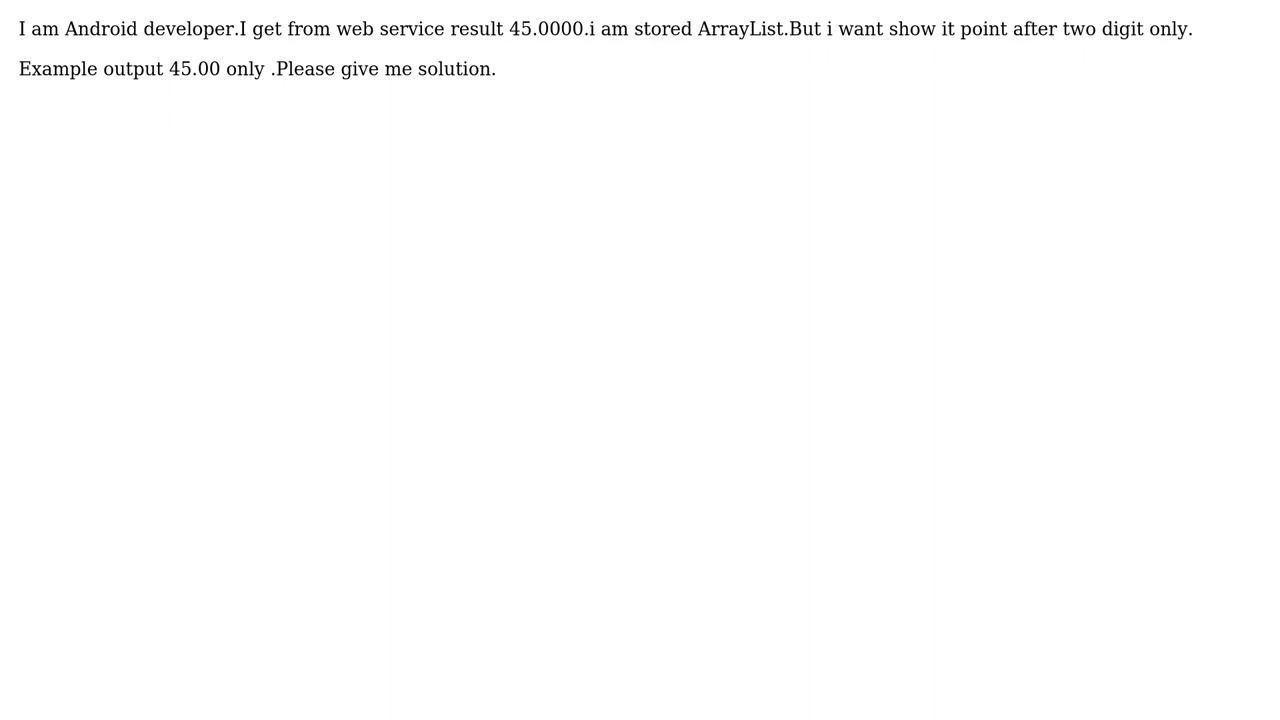 I am Android developer.I get from web service result 45.0000.i am stored ArrayList.But i want show it point after two digit only.
Example output 45.00 only .Please give me solution.